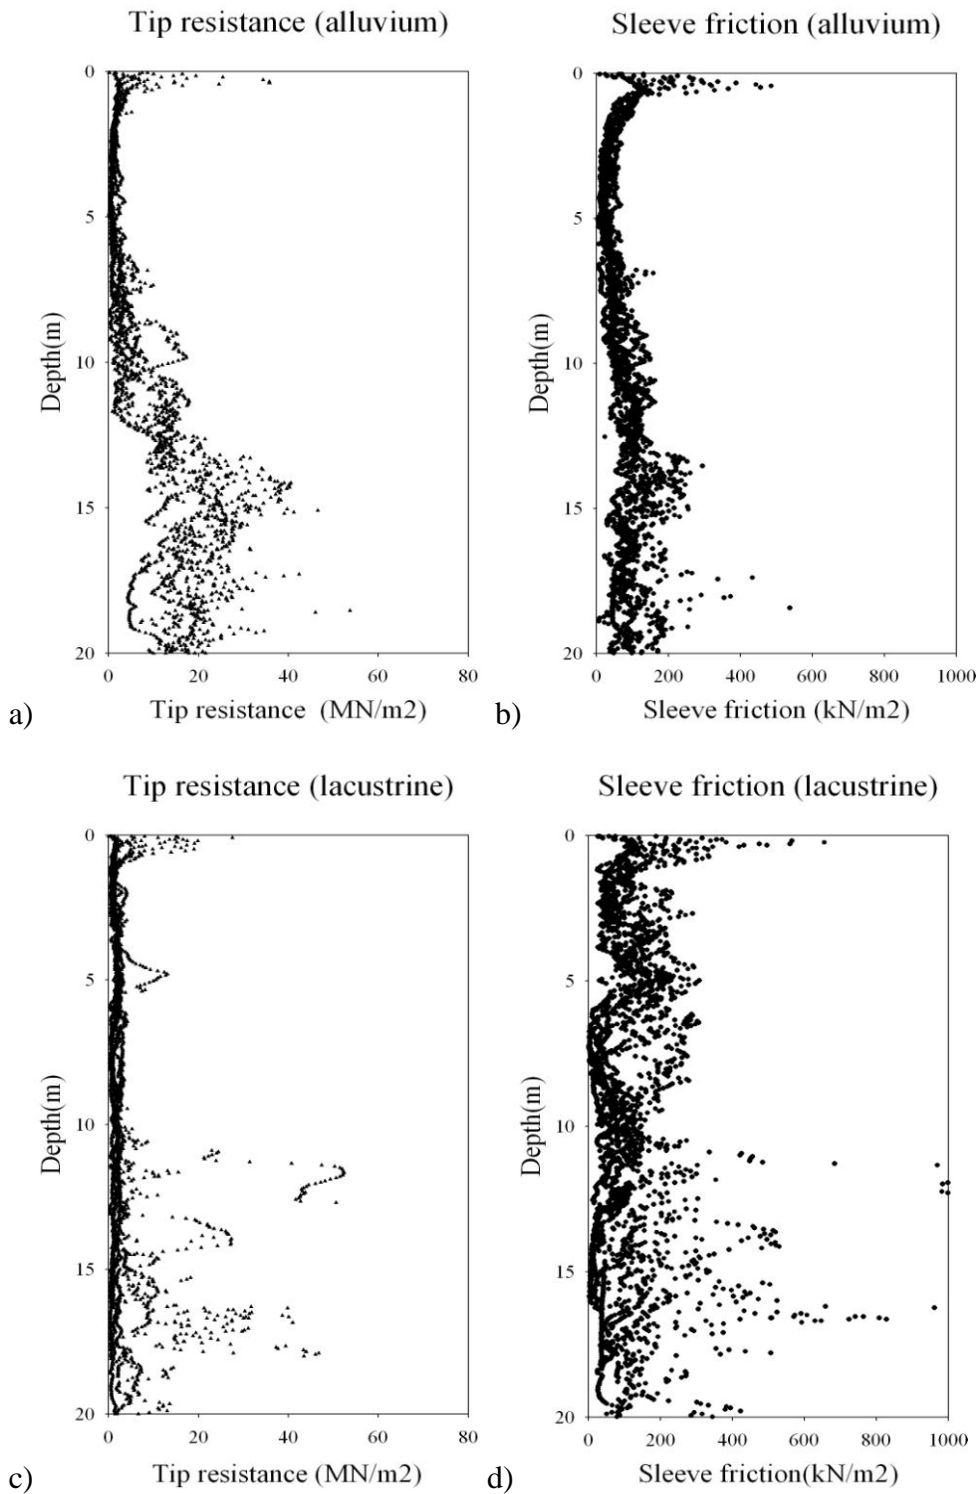 Tip resistance (alluvium)
Sleeve friction (alluvium)
0
5
10
15
20
Depth(m)
0 20 40 60 80
a) Tip resistance (MN/m2)
0
5
10
15
20
Depth(m)
0 200 400 600 800 1000
b) Sleeve friction (kN/m2)
Tip resistance (lacustrine)
Sleeve friction (lacustrine)
0
5
10
15
20
Depth(m)
0 20 40 60 80
c) Tip resistance (MN/m2)
0
5
10
15
20
Depth(m)
0 200 400 600 800 1000
d) Sleeve friction(kN/m2)